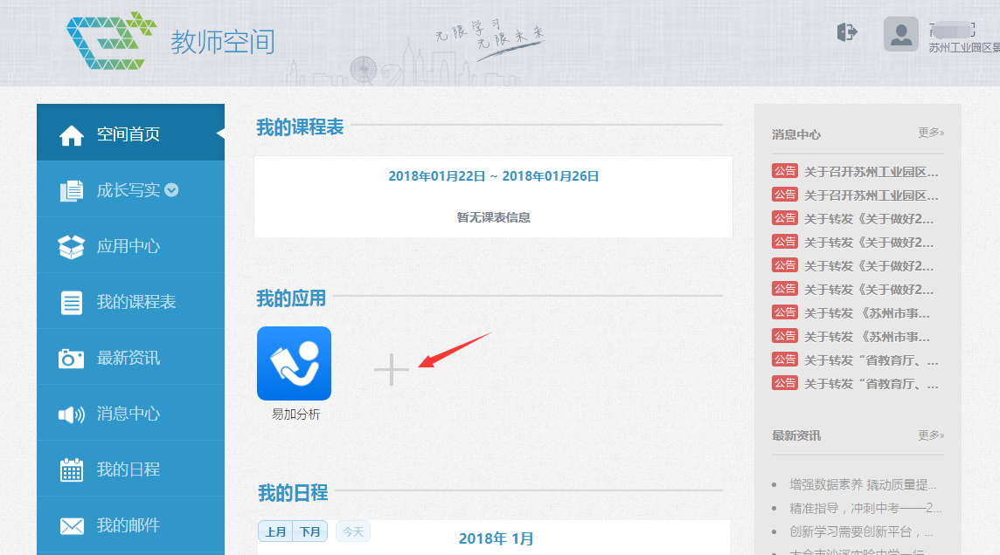 教师空间
无限学习
无限未来
苏州工业园区景
空间首页
成长写实
应用中心
我的课程表
最新资讯
消息中心
我的日程
我的邮件
我的课程表
2018年01月22日 ~ 2018年01月26日
暂无课表信息
我的应用
易加分析
我的日程
上月 下月 今天
2018年 1月
消息中心 更多»
公告 关于召开苏州工业园区...
公告 关于召开苏州工业园区...
公告 关于转发《关于做好2...
公告 关于转发《关于做好2...
公告 关于转发《关于做好2...
公告 关于转发《关于做好2...
公告 关于转发 《苏州市事...
公告 关于转发 《苏州市事...
公告 关于转发“省教育厅、...
公告 关于转发“省教育厅、...
最新资讯 更多»
增强数据素养 撬动质量提...
精准指导，冲刺中考——2...
创新学习需要创新平台，...
太仓市沙溪实验中学一行